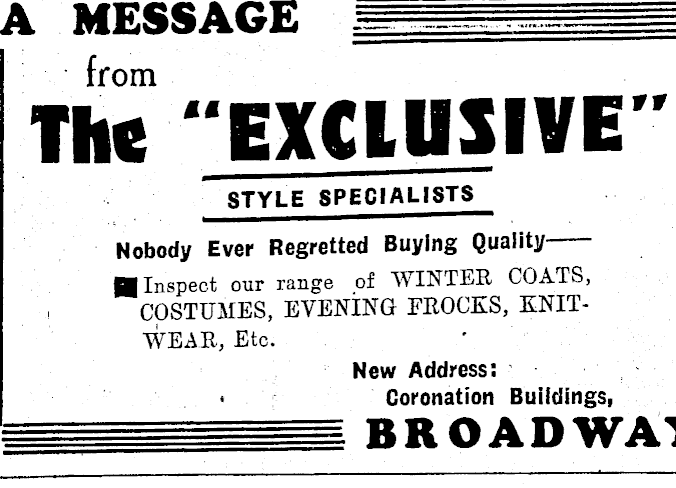 A MESSAGE
from
The "EXCLUSIVE"
STYLE SPECIALISTS
Nobody Ever Regretted Buying Quality—
Inspect our range of WINTER COATS,
COSTUMES, EVENING FROCKS, KNIT-
WEAR, Etc.
New Address:
Coronation Buildings,
BROADWAY